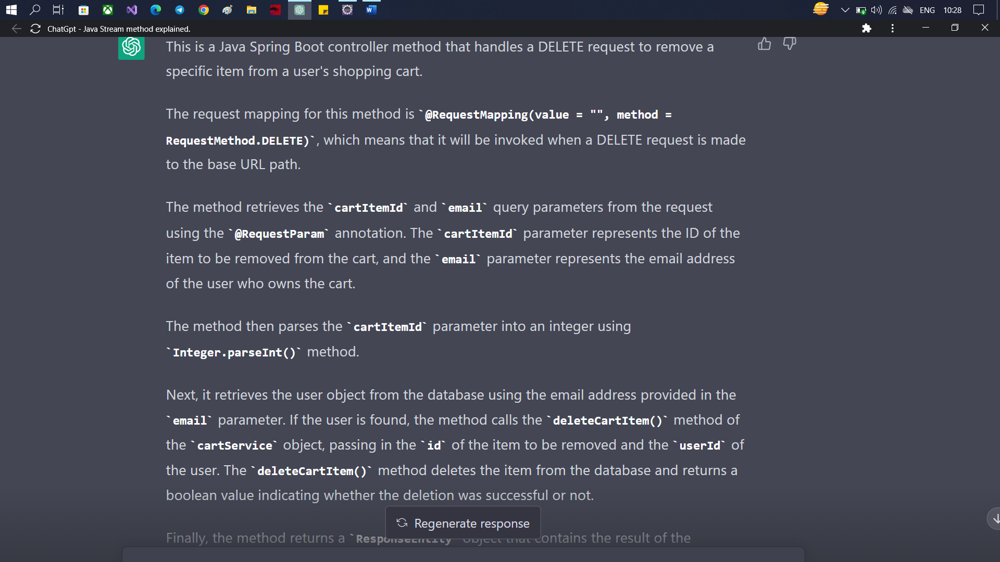 ENG 10:28
ChatGpt - Java Stream method explained.
This is a Java Spring Boot controller method that handles a DELETE request to remove a
specific item from a user's shopping cart.
The request mapping for this method is `@RequestMapping(value = "", method =
RequestMethod.DELETE)`, which means that it will be invoked when a DELETE request is made
to the base URL path.
The method retrieves the `cartItemId` and `email` query parameters from the request
using the `@RequestParam` annotation. The `cartItemId` parameter represents the ID of the
item to be removed from the cart, and the `email` parameter represents the email address
of the user who owns the cart.
The method then parses the `cartItemId` parameter into an integer using
`Integer.parseInt()` method.
Next, it retrieves the user object from the database using the email address provided in the
`email` parameter. If the user is found, the method calls the `deleteCartItem()` method of
the `cartService` object, passing in the `id` of the item to be removed and the `userId` of
the user. The `deleteCartItem()` method deletes the item from the database and returns a
boolean value indicating whether the deletion was successful or not.
Regenerate response
Finally, the method returns a `ResponseEntity` object that contains the result of the